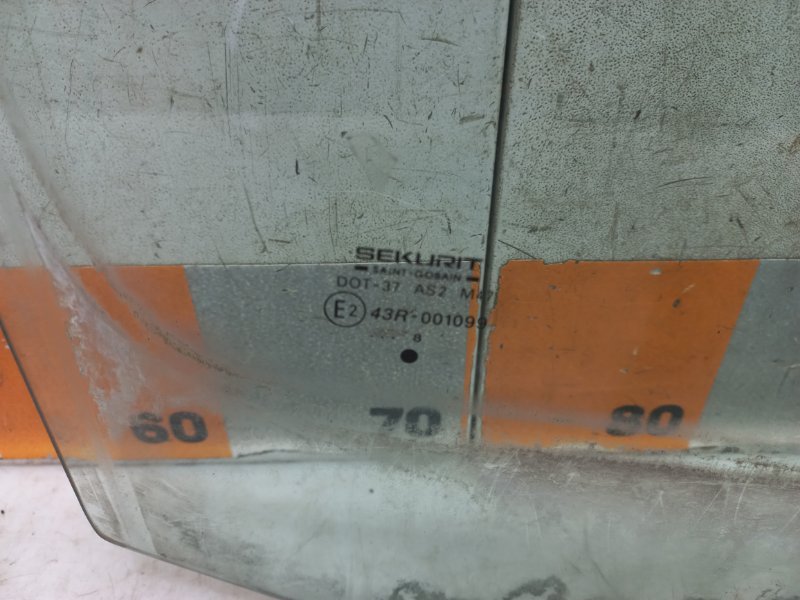 SEKURIT
SAINT-GOBAIN
DOT-37 AS2 M47
E2 43R-001099
... 8
60 70 80